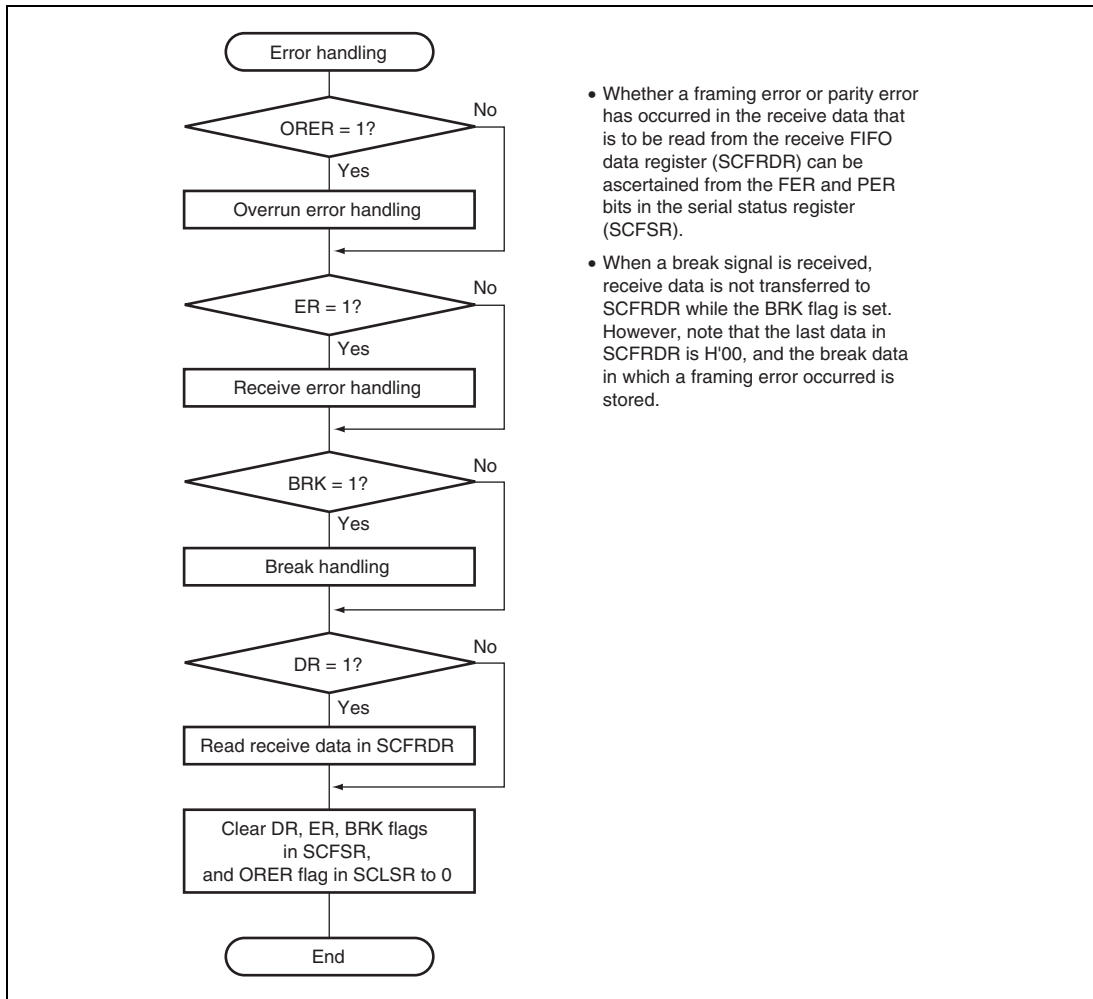 Error handling
No
ORER = 1?
Yes
Overrun error handling
No
ER = 1?
Yes
Receive error handling
No
BRK = 1?
Yes
Break handling
No
DR = 1?
Yes
Read receive data in SCFRDR
Clear DR, ER, BRK flags
in SCFSR,
and ORER flag in SCLSR to 0
End
• Whether a framing error or parity error
has occurred in the receive data that
is to be read from the receive FIFO
data register (SCFRDR) can be
ascertained from the FER and PER
bits in the serial status register
(SCFSR).
• When a break signal is received,
receive data is not transferred to
SCFRDR while the BRK flag is set.
However, note that the last data in
SCFRDR is H'00, and the break data
in which a framing error occurred is
stored.